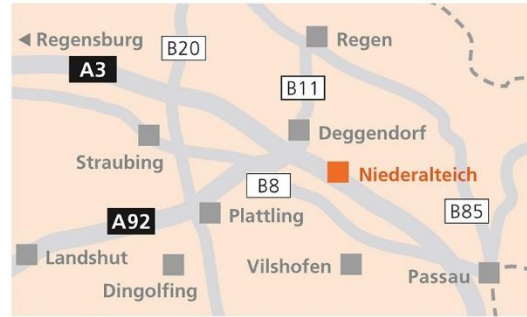 ◀ Regensburg
B20
Regen
A3
B11
Deggendorf
Straubing
Niederalteich
B8
A92
Plattling
B85
Landshut
Dingolfing
Vilshofen
Passau